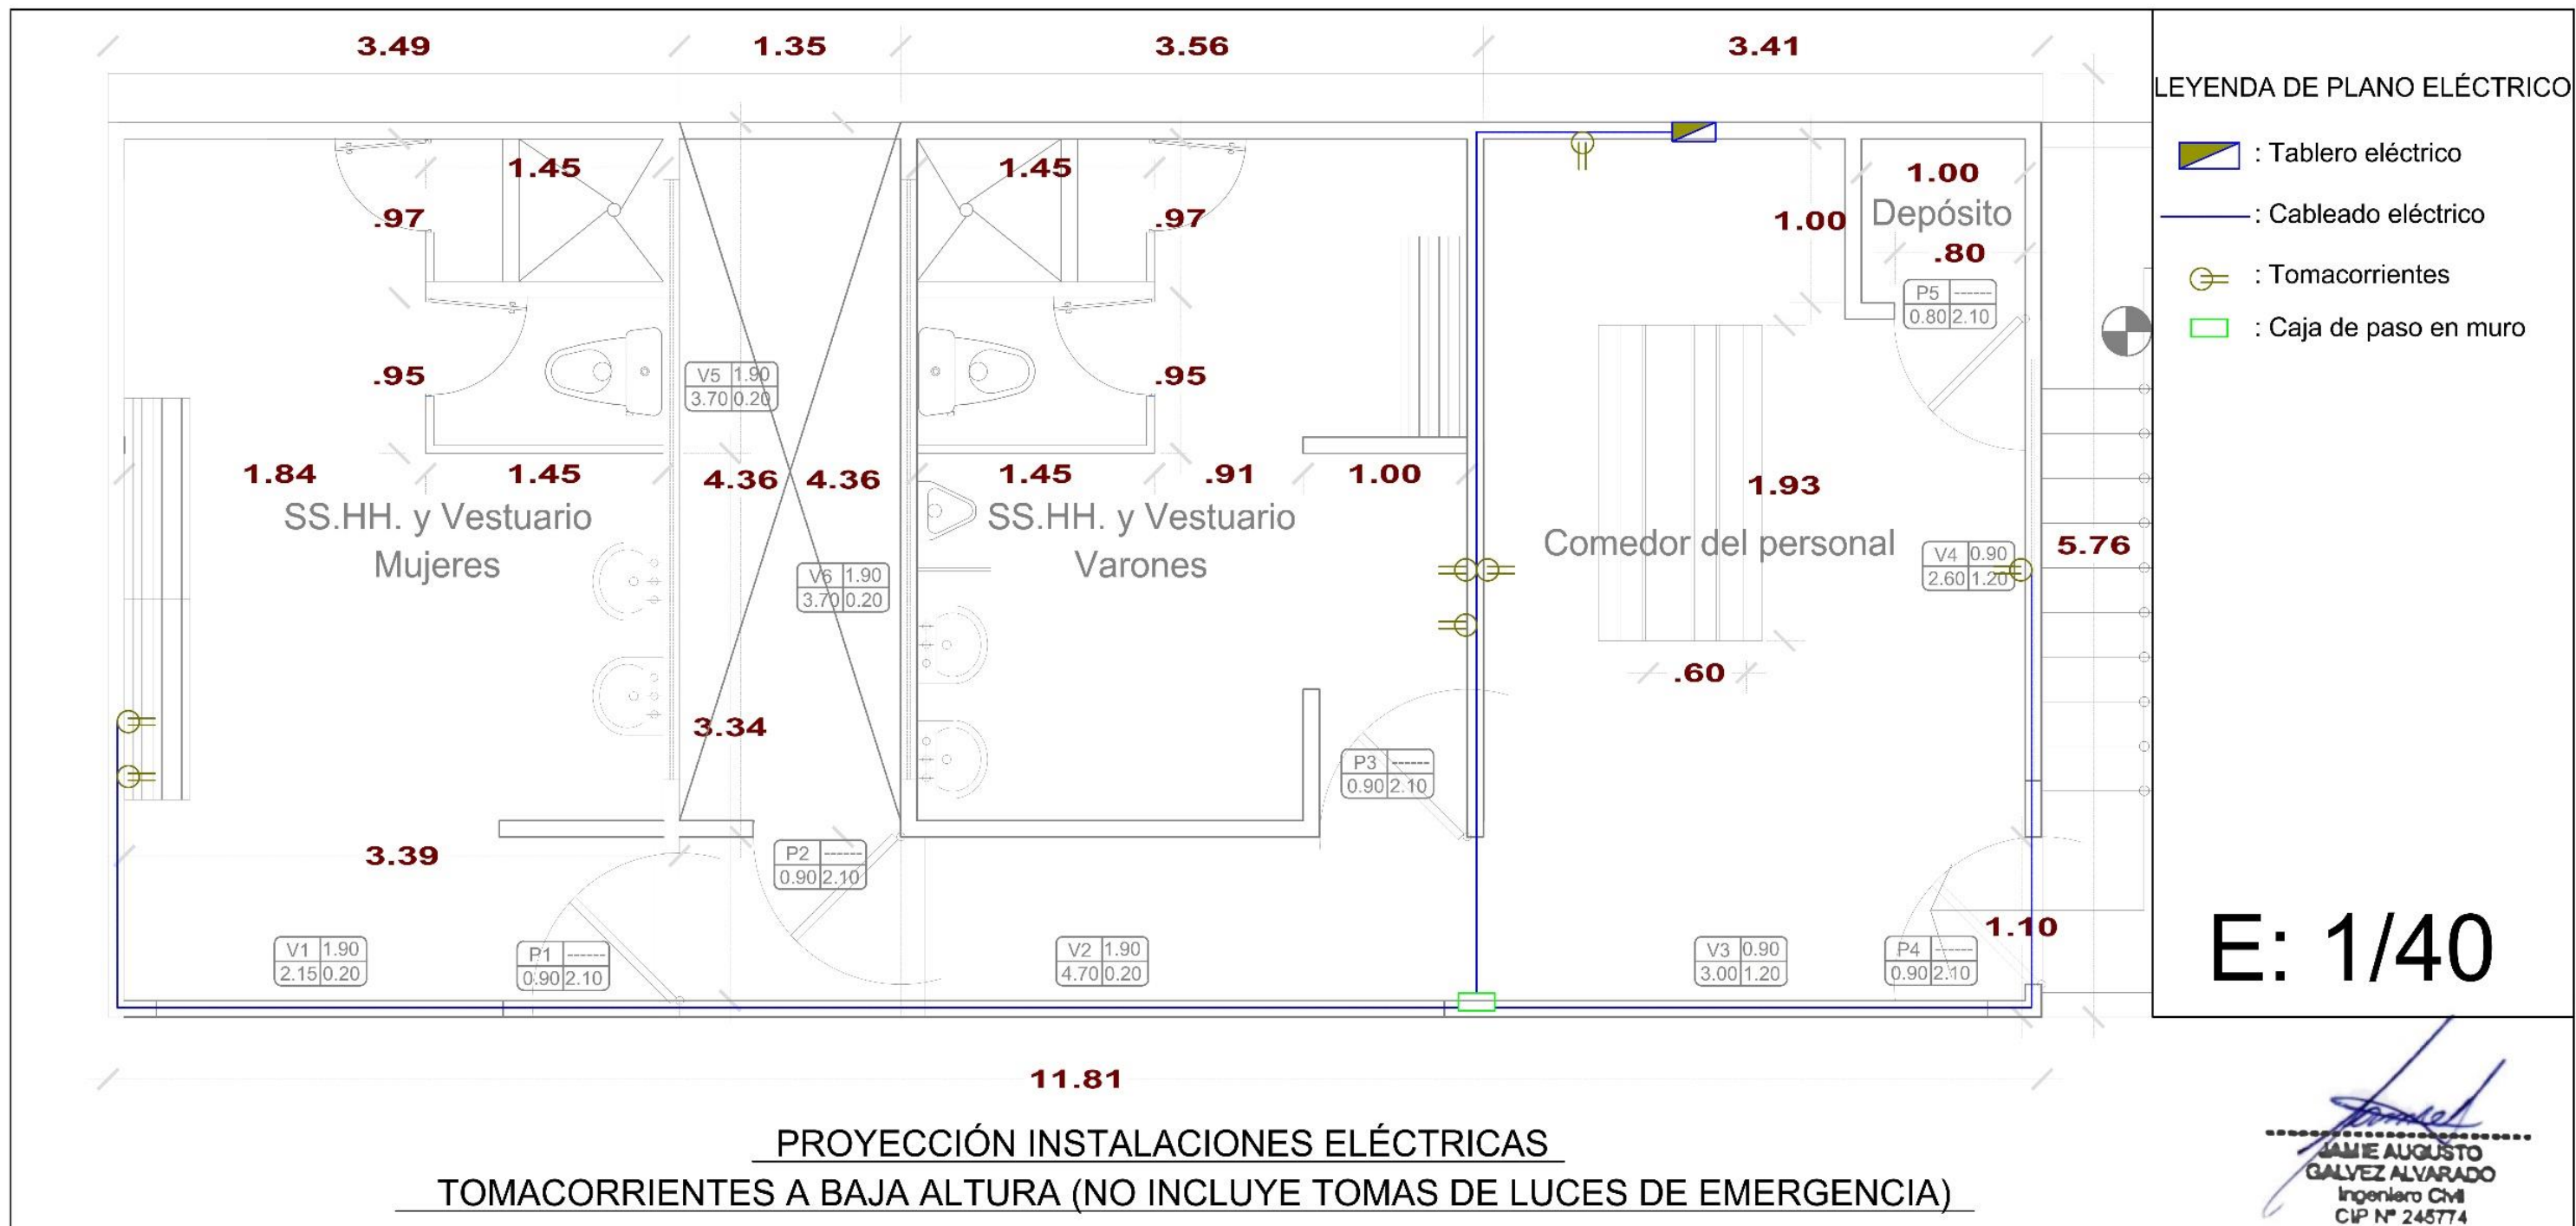 3.49
1.35
3.56
3.41
LEYENDA DE PLANO ELÉCTRICO
: Tablero eléctrico
: Cableado eléctrico
: Tomacorrientes
: Caja de paso en muro
1.45
1.45
1.00
.97
.97
1.00
Depósito
.80
P5 ------
0.80 2.10
.95
V5 1.90
3.70 0.20
.95
1.84
1.45
4.36
4.36
1.45
.91
1.00
1.93
SS.HH. y Vestuario
Mujeres
SS.HH. y Vestuario
Varones
Comedor del personal
V4 0.90
2.60 1.20
5.76
V6 1.90
3.70 0.20
.60
3.34
P3 ------
0.90 2.10
3.39
P2 ------
0.90 2.10
V1 1.90
2.15 0.20
P1 ------
0.90 2.10
V2 1.90
4.70 0.20
V3 0.90
3.00 1.20
P4 ------
0.90 2.10
1.10
E: 1/40
11.81
PROYECCIÓN INSTALACIONES ELÉCTRICAS
TOMACORRIENTES A BAJA ALTURA (NO INCLUYE TOMAS DE LUCES DE EMERGENCIA)
JAMIE AUGUSTO
GALVEZ ALVARADO
Ingeniero Civil
CIP Nº 245774